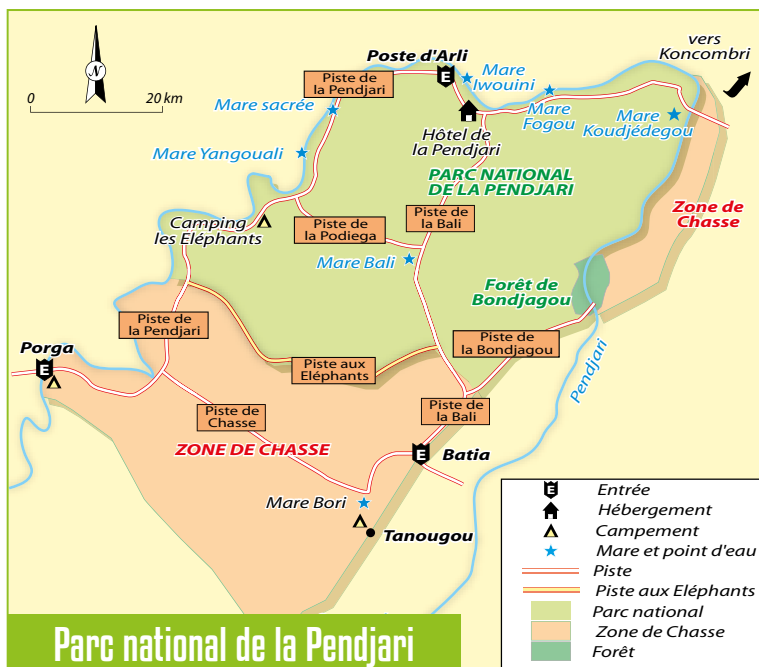 vers
Koncombri
Poste d'Arli
E
N
0 20 km
Piste de
la Pendjari
Mare
Iwouini
Mare sacrée
Mare
Fogou
Mare
Koudjédegou
Hôtel de
la Pendjari
Mare Yangouali
PARC NATIONAL
DE LA PENDJARI
Camping
les Eléphants
Piste de
la Podiega
Piste de
la Bali
Zone de
Chasse
Mare Bali
Forêt de
Bondjagou
Piste de
la Pendjari
Piste de
la Bondjagou
Porga
E
Piste aux
Eléphants
Pendjari
Piste de
Chasse
Piste de
la Bali
ZONE DE CHASSE
E
Batia
Mare Bori
Tanougou
E Entrée
Hébergement
Campement
Mare et point d'eau
Piste
Piste aux Eléphants
Parc national
Zone de Chasse
Forêt
Parc national de la Pendjari